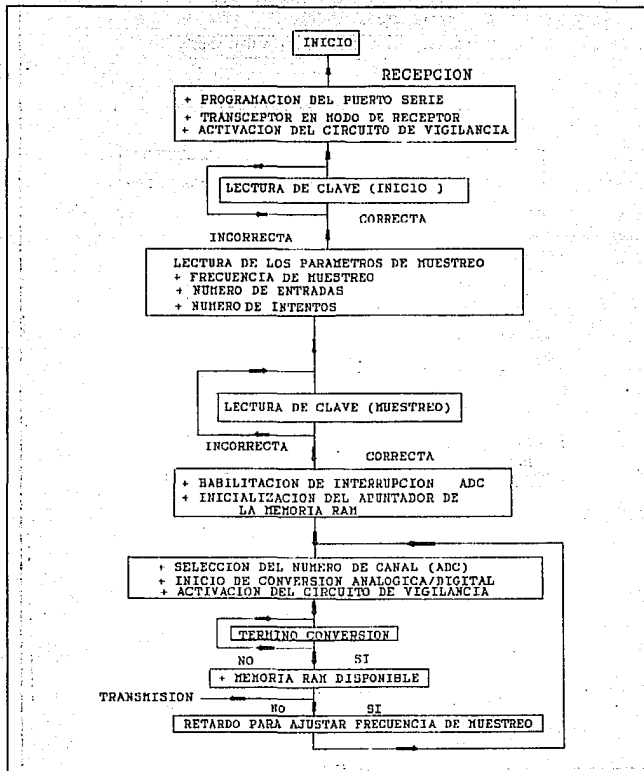 INICIO
RECEPCION
+ PROGRAMACION DEL PUERTO SERIE
+ TRANSCEPTOR EN MODO DE RECEPTOR
+ ACTIVACION DEL CIRCUITO DE VIGILANCIA
LECTURA DE CLAVE (INICIO )
CORRECTA
INCORRECTA
LECTURA DE LOS PARAMETROS DE MUESTREO
+ FRECUENCIA DE MUESTREO
+ NUMERO DE ENTRADAS
+ NUMERO DE INTENTOS
LECTURA DE CLAVE (MUESTREO)
INCORRECTA
CORRECTA
+ HABILITACION DE INTERRUPCION ADC
+ INICIALIZACION DEL APUNTADOR DE
LA MEMORIA RAM
+ SELECCION DEL NUMERO DE CANAL (ADC)
+ INICIO DE CONVERSION ANALOGICA/DIGITAL
+ ACTIVACION DEL CIRCUITO DE VIGILANCIA
TERMINO CONVERSION
NO SI
+ MEMORIA RAM DISPONIBLE
TRANSMISION
NO SI
RETARDO PARA AJUSTAR FRECUENCIA DE MUESTREO